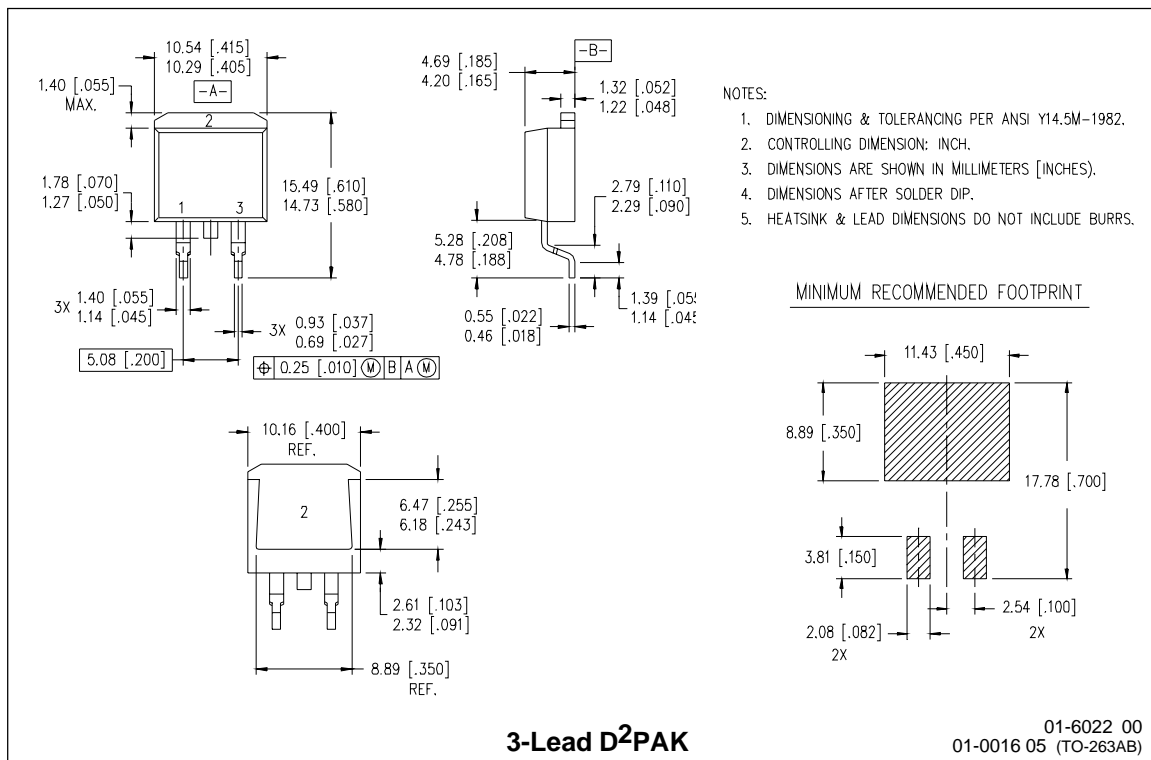 10.54 [.415]
10.29 [.405]
-A-
1.40 [.055]
MAX.
2
1.78 [.070]
1.27 [.050]
1
3
15.49 [.610]
14.73 [.580]
3X 1.40 [.055]
1.14 [.045]
3X 0.93 [.037]
0.69 [.027]
5.08 [.200]
⌖ 0.25 [.010] Ⓜ B A Ⓜ
-B-
4.69 [.185]
4.20 [.165]
1.32 [.052]
1.22 [.048]
2.79 [.110]
2.29 [.090]
5.28 [.208]
4.78 [.188]
0.55 [.022]
0.46 [.018]
1.39 [.055
1.14 [.045
10.16 [.400]
REF.
2
6.47 [.255]
6.18 [.243]
2.61 [.103]
2.32 [.091]
8.89 [.350]
REF.
NOTES:
1. DIMENSIONING & TOLERANCING PER ANSI Y14.5M-1982.
2. CONTROLLING DIMENSION: INCH.
3. DIMENSIONS ARE SHOWN IN MILLIMETERS [INCHES].
4. DIMENSIONS AFTER SOLDER DIP.
5. HEATSINK & LEAD DIMENSIONS DO NOT INCLUDE BURRS.
MINIMUM RECOMMENDED FOOTPRINT
11.43 [.450]
8.89 [.350]
17.78 [.700]
3.81 [.150]
2.08 [.082]
2X
2.54 [.100]
2X
3-Lead D²PAK
01-6022 00
01-0016 05 (TO-263AB)